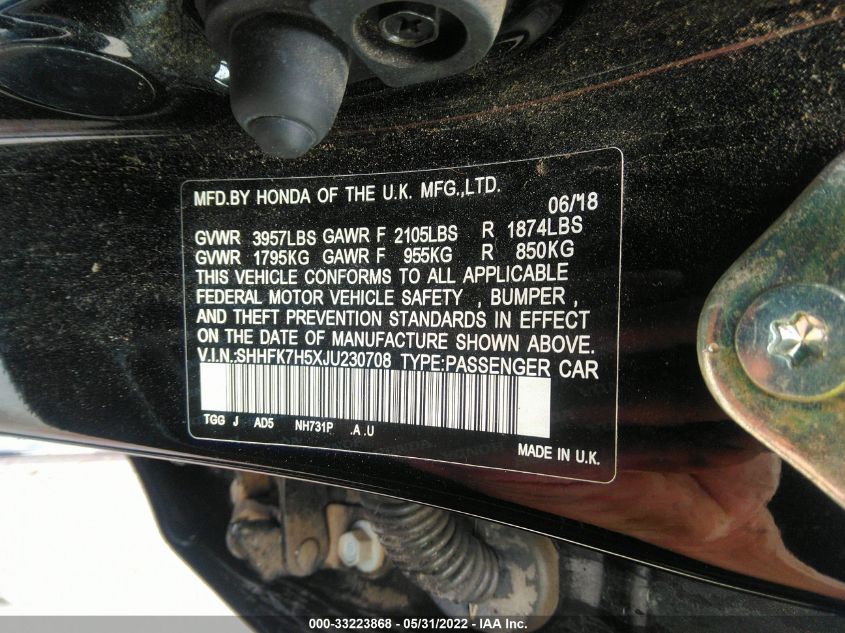 MFD.BY HONDA OF THE U.K. MFG.,LTD.
06/'18
GVWR 3957LBS GAWR F 2105LBS R 1874LBS
GVWR 1795KG GAWR F 955KG R 850KG
THIS VEHICLE CONFORMS TO ALL APPLICABLE
FEDERAL MOTOR VEHICLE SAFETY , BUMPER ,
AND THEFT PREVENTION STANDARDS IN EFFECT
ON THE DATE OF MANUFACTURE SHOWN ABOVE.
V.I.N.:SHHFK7H5XJU230708 TYPE:PASSENGER CAR
TGG J AD5 NH731P .A .U
MADE IN U.K.
000-33223868 - 05/31/2022 - IAA Inc.